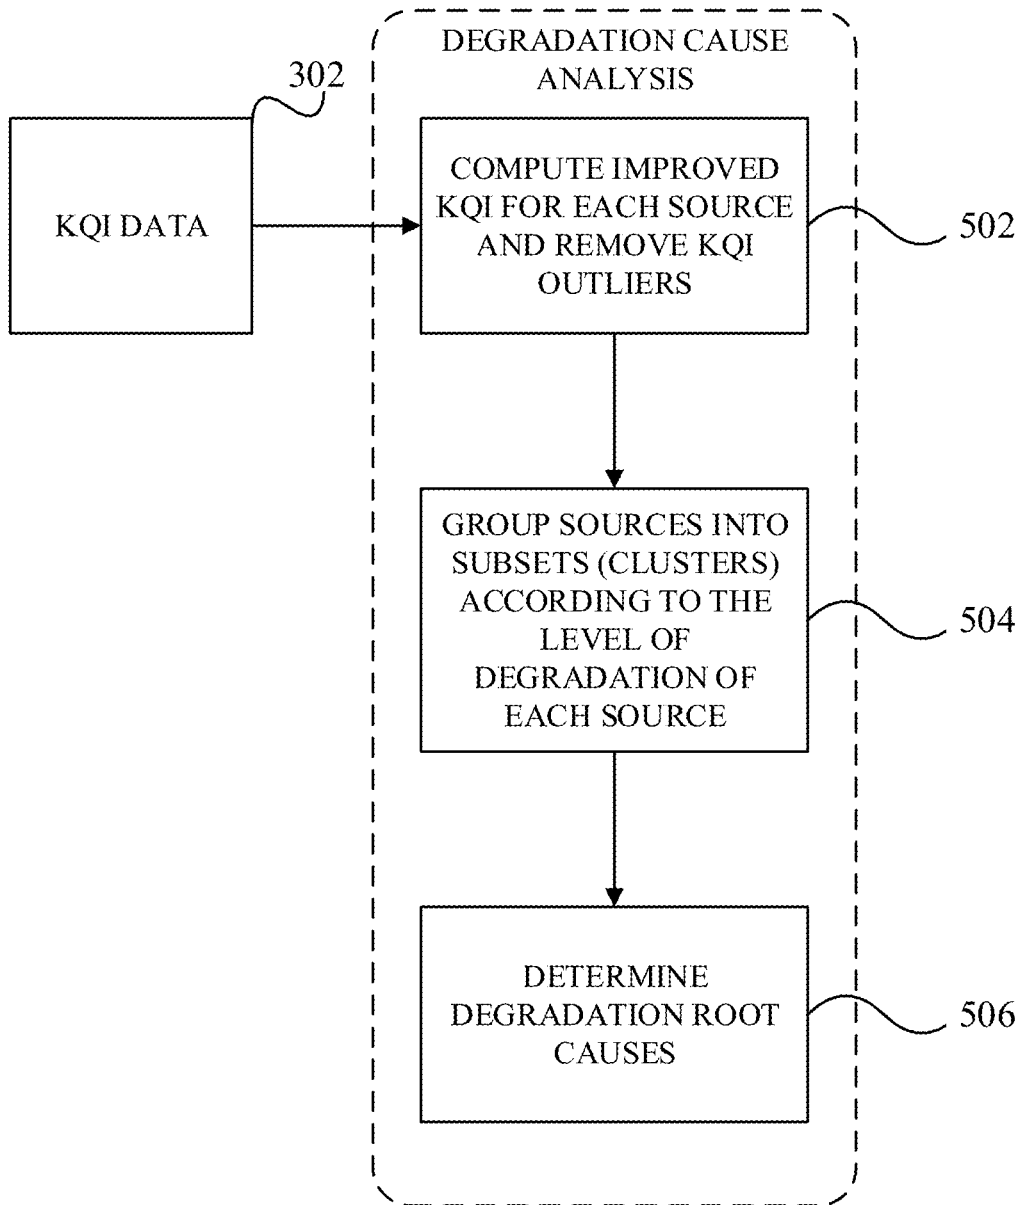 DEGRADATION CAUSE
ANALYSIS
302
KQI DATA
COMPUTE IMPROVED
KQI FOR EACH SOURCE
AND REMOVE KQI
OUTLIERS
502
GROUP SOURCES INTO
SUBSETS (CLUSTERS)
ACCORDING TO THE
LEVEL OF
DEGRADATION OF
EACH SOURCE
504
DETERMINE
DEGRADATION ROOT
CAUSES
506